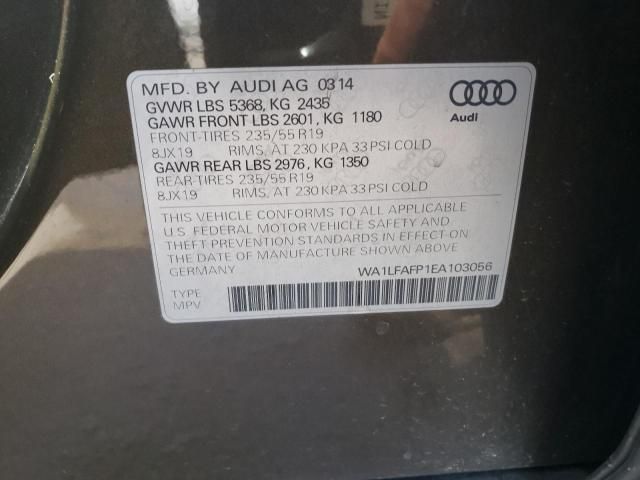 MFD. BY AUDI AG 03 14
GVWR LBS 5368, KG 2435
GAWR FRONT LBS 2601, KG 1180
FRONT-TIRES 235/55 R19
8JX19 RIMS, AT 230 KPA 33 PSI COLD
GAWR REAR LBS 2976, KG 1350
REAR-TIRES 235/55 R19
8JX19 RIMS, AT 230 KPA 33 PSI COLD
Audi
THIS VEHICLE CONFORMS TO ALL APPLICABLE
U.S. FEDERAL MOTOR VEHICLE SAFETY AND
THEFT PREVENTION STANDARDS IN EFFECT ON
THE DATE OF MANUFACTURE SHOWN ABOVE
GERMANY WA1LFAFP1EA103056
TYPE
MPV